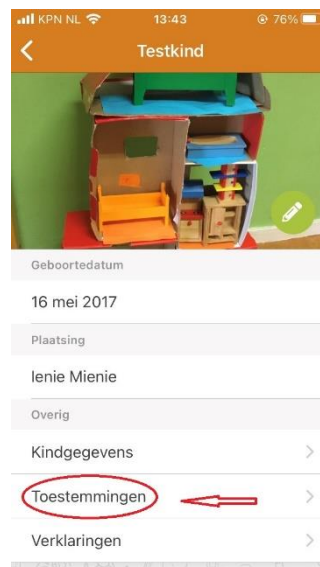 KPN NL 13:43 76%
Testkind
Geboortedatum
16 mei 2017
Plaatsing
Ienie Mienie
Overig
Kindgegevens
Toestemmingen
Verklaringen